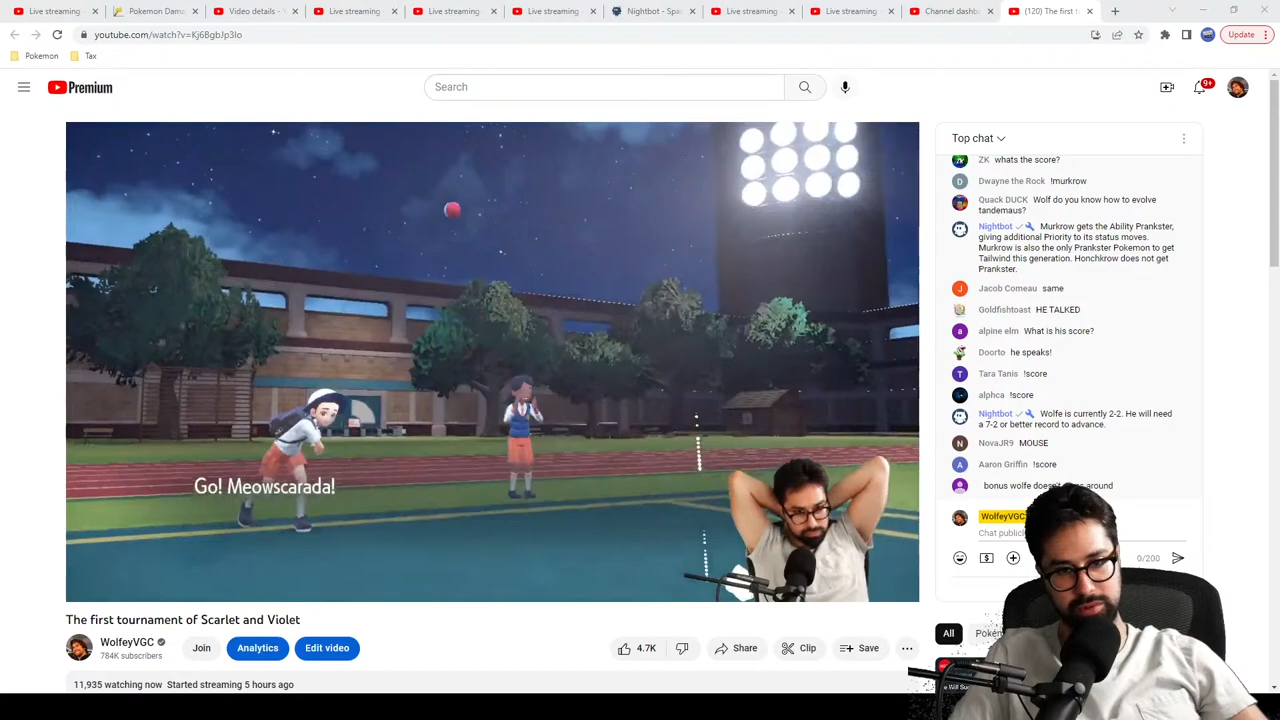 Live streaming
Pokemon Dama
Video details - Y
Live streaming
Live streaming
Live streaming
Nightbot - Spa
Live streaming
Live streaming
Channel dashb
(120) The first t
youtube.com/watch?v=Kj6BgbJp3Io
Update
Pokemon
Tax
Premium
Search
9+
Top chat
ZK whats the score?
Dwayne the Rock !murkrow
Quack DUCK Wolf do you know how to evolve
tandemaus?
Nightbot Murkrow gets the Ability Prankster,
giving additional Priority to its status moves.
Murkrow is also the only Prankster Pokemon to get
Tailwind this generation. Honchkrow does not get
Prankster.
Jacob Comeau same
Goldfishtoast HE TALKED
alpine elm What is his score?
Doorto he speaks!
Tara Tanis !score
alphca !score
Nightbot Wolfe is currently 2-2. He will need
a 7-2 or better record to advance.
NovaJR9 MOUSE
Aaron Griffin !score
bonus wolfe around
WolfeyVGC
Chat public
0/200
Go! Meowscarada!
The first tournament of Scarlet and Violet
WolfeyVGC
784K subscribers
Join
Analytics
Edit video
4.7K
Share
Clip
Save
All
Poké
11,935 watching now Started streaming 5 hours ago
e Will Su